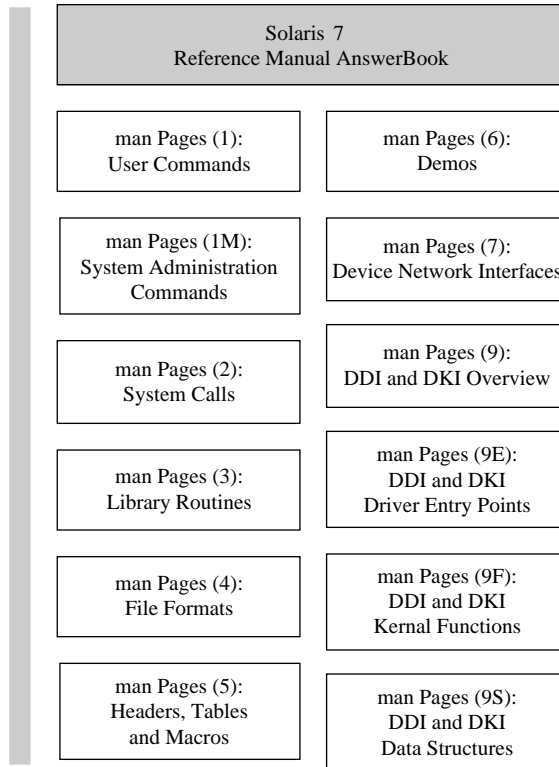 Solaris 7
Reference Manual AnswerBook
man Pages (1):
User Commands
man Pages (1M):
System Administration
Commands
man Pages (2):
System Calls
man Pages (3):
Library Routines
man Pages (4):
File Formats
man Pages (5):
Headers, Tables
and Macros
man Pages (6):
Demos
man Pages (7):
Device Network Interfaces
man Pages (9):
DDI and DKI Overview
man Pages (9E):
DDI and DKI
Driver Entry Points
man Pages (9F):
DDI and DKI
Kernal Functions
man Pages (9S):
DDI and DKI
Data Structures